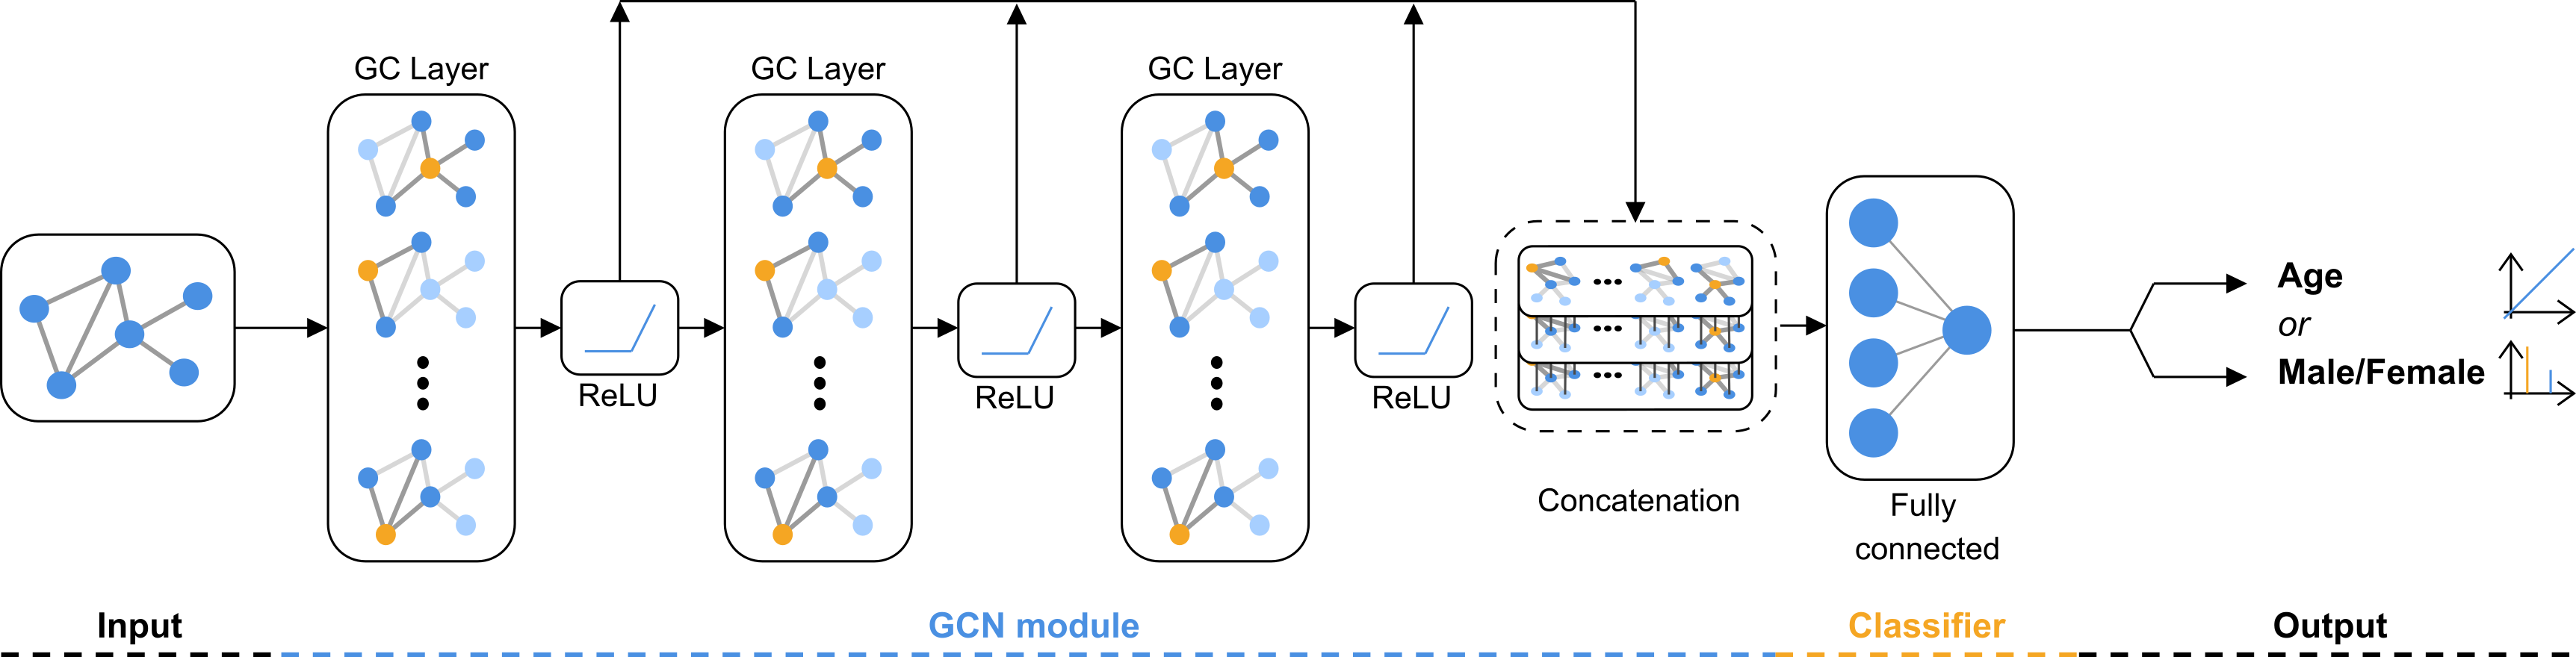 GC Layer
GC Layer
GC Layer
ReLU
ReLU
ReLU
Concatenation
Fully
connected
Age
or
Male/Female
Input
GCN module
Classifier
Output